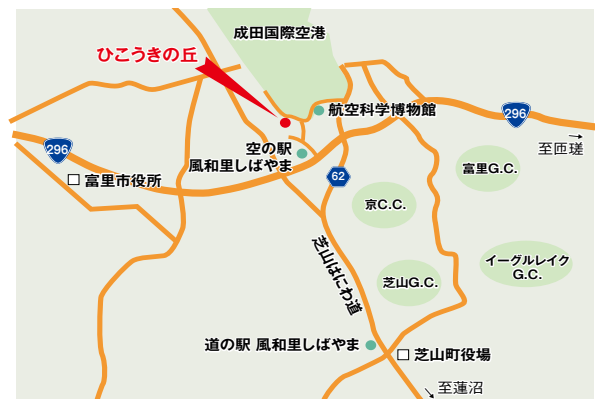 成田国際空港
ひこうきの丘
航空科学博物館
296
至匝瑳
空の駅
風和里しばやま
296
富里市役所
62
富里G.C.
京C.C.
芝山はにわ道
イーグルレイク
G.C.
芝山G.C.
道の駅 風和里しばやま
芝山町役場
至蓮沼